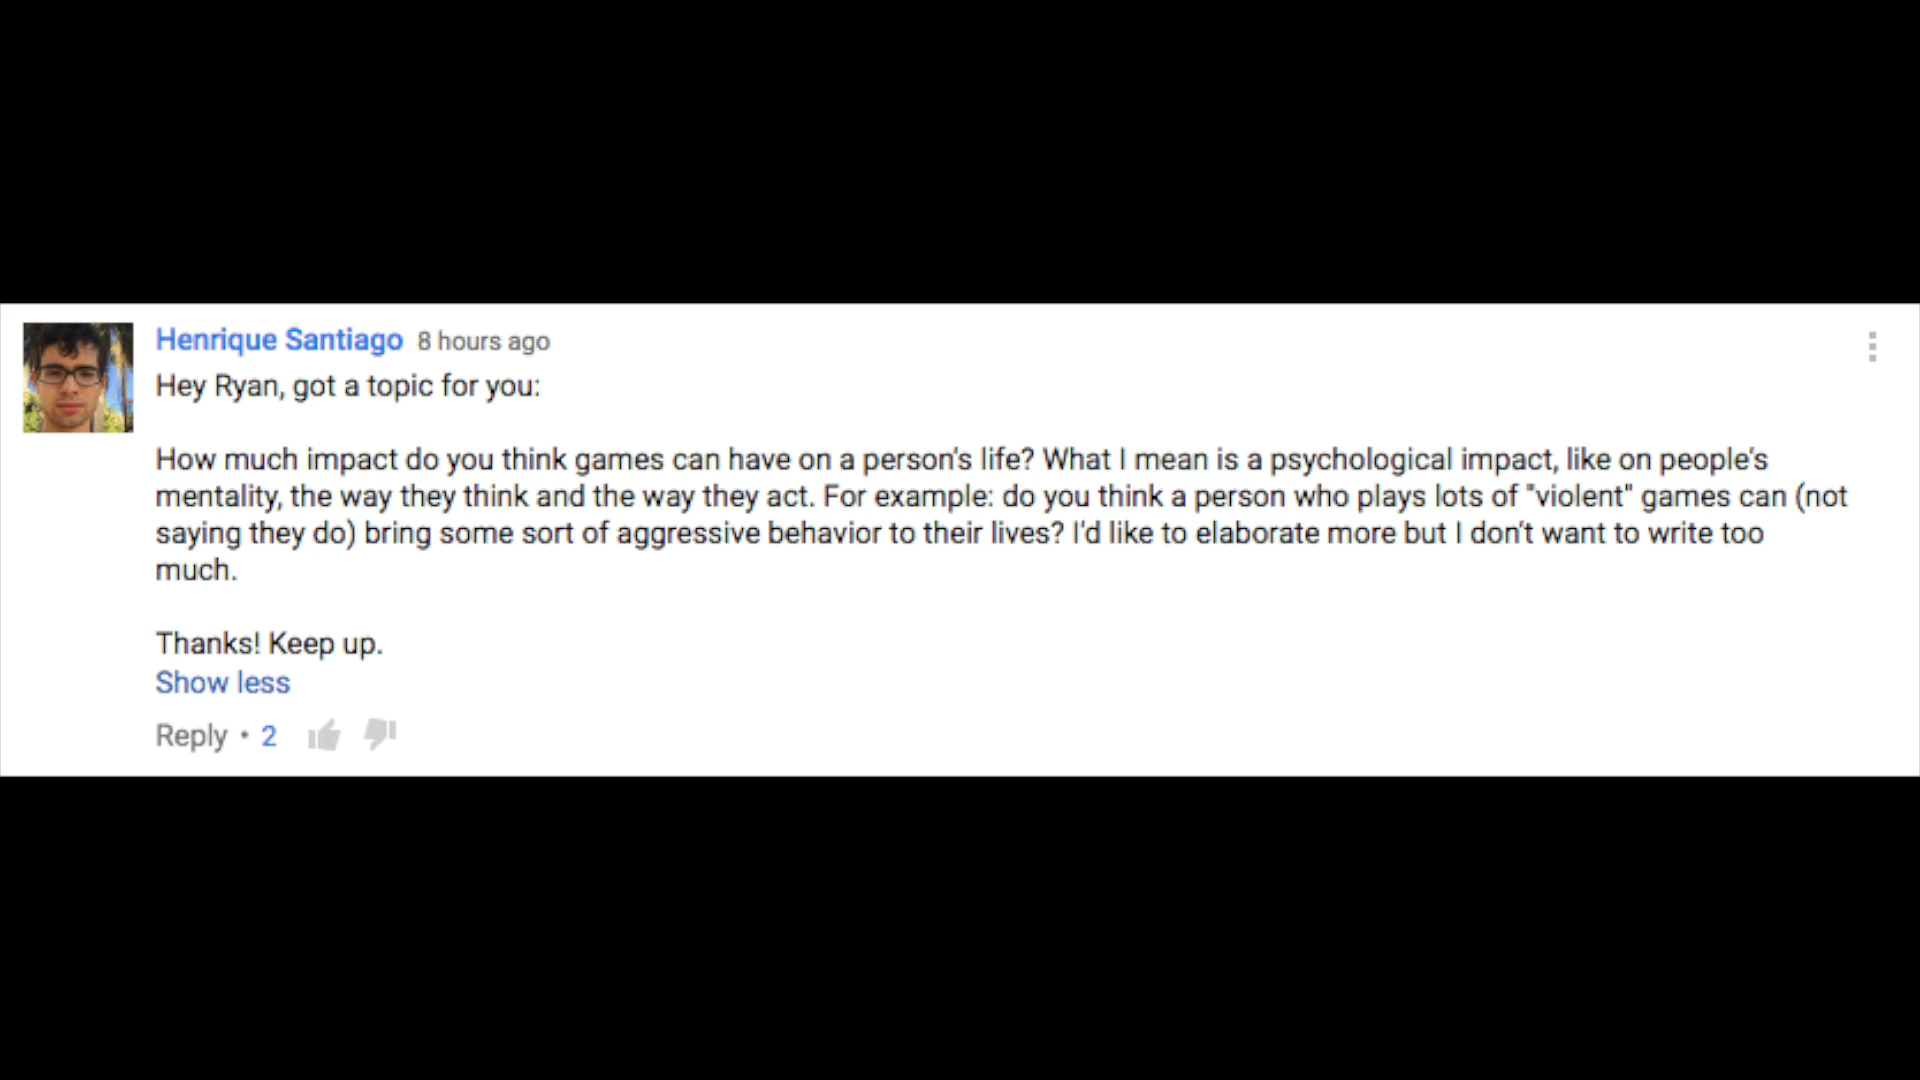 Henrique Santiago 8 hours ago
Hey Ryan, got a topic for you:
How much impact do you think games can have on a person's life? What I mean is a psychological impact, like on people's
mentality, the way they think and the way they act. For example: do you think a person who plays lots of "violent" games can (not
saying they do) bring some sort of aggressive behavior to their lives? I'd like to elaborate more but I don't want to write too
much.
Thanks! Keep up.
Show less
Reply • 2